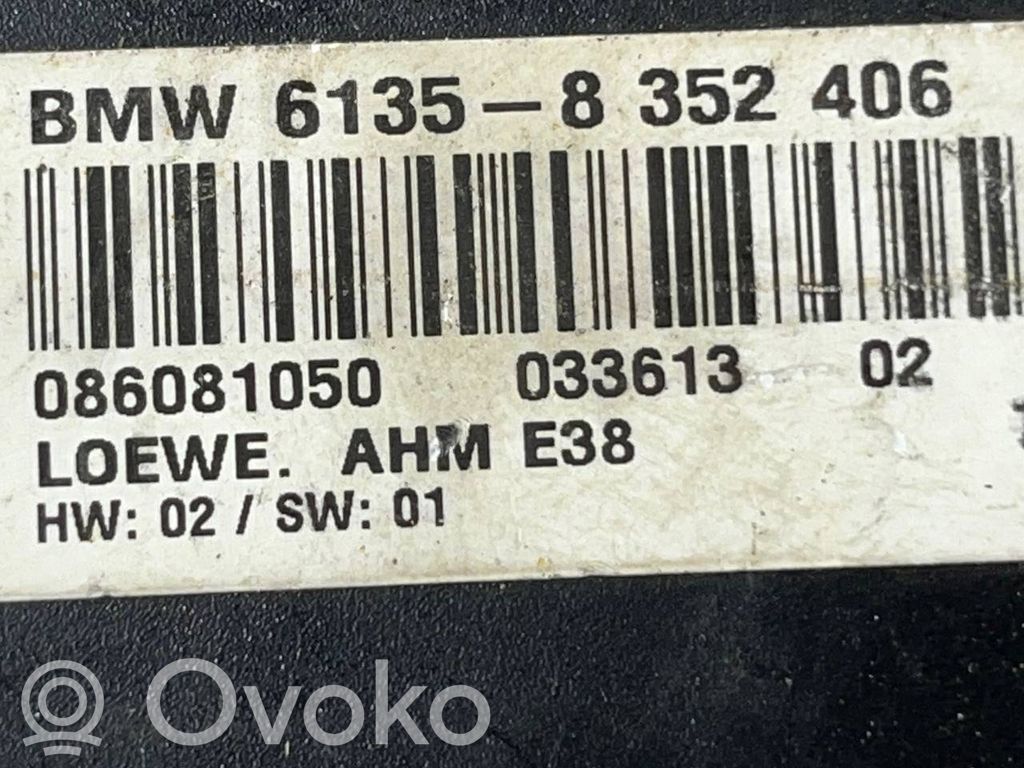 BMW 6135-8 352 406
086081050 033613 02
LOEWE. AHM E38
HW: 02 / SW: 01
Ovoko